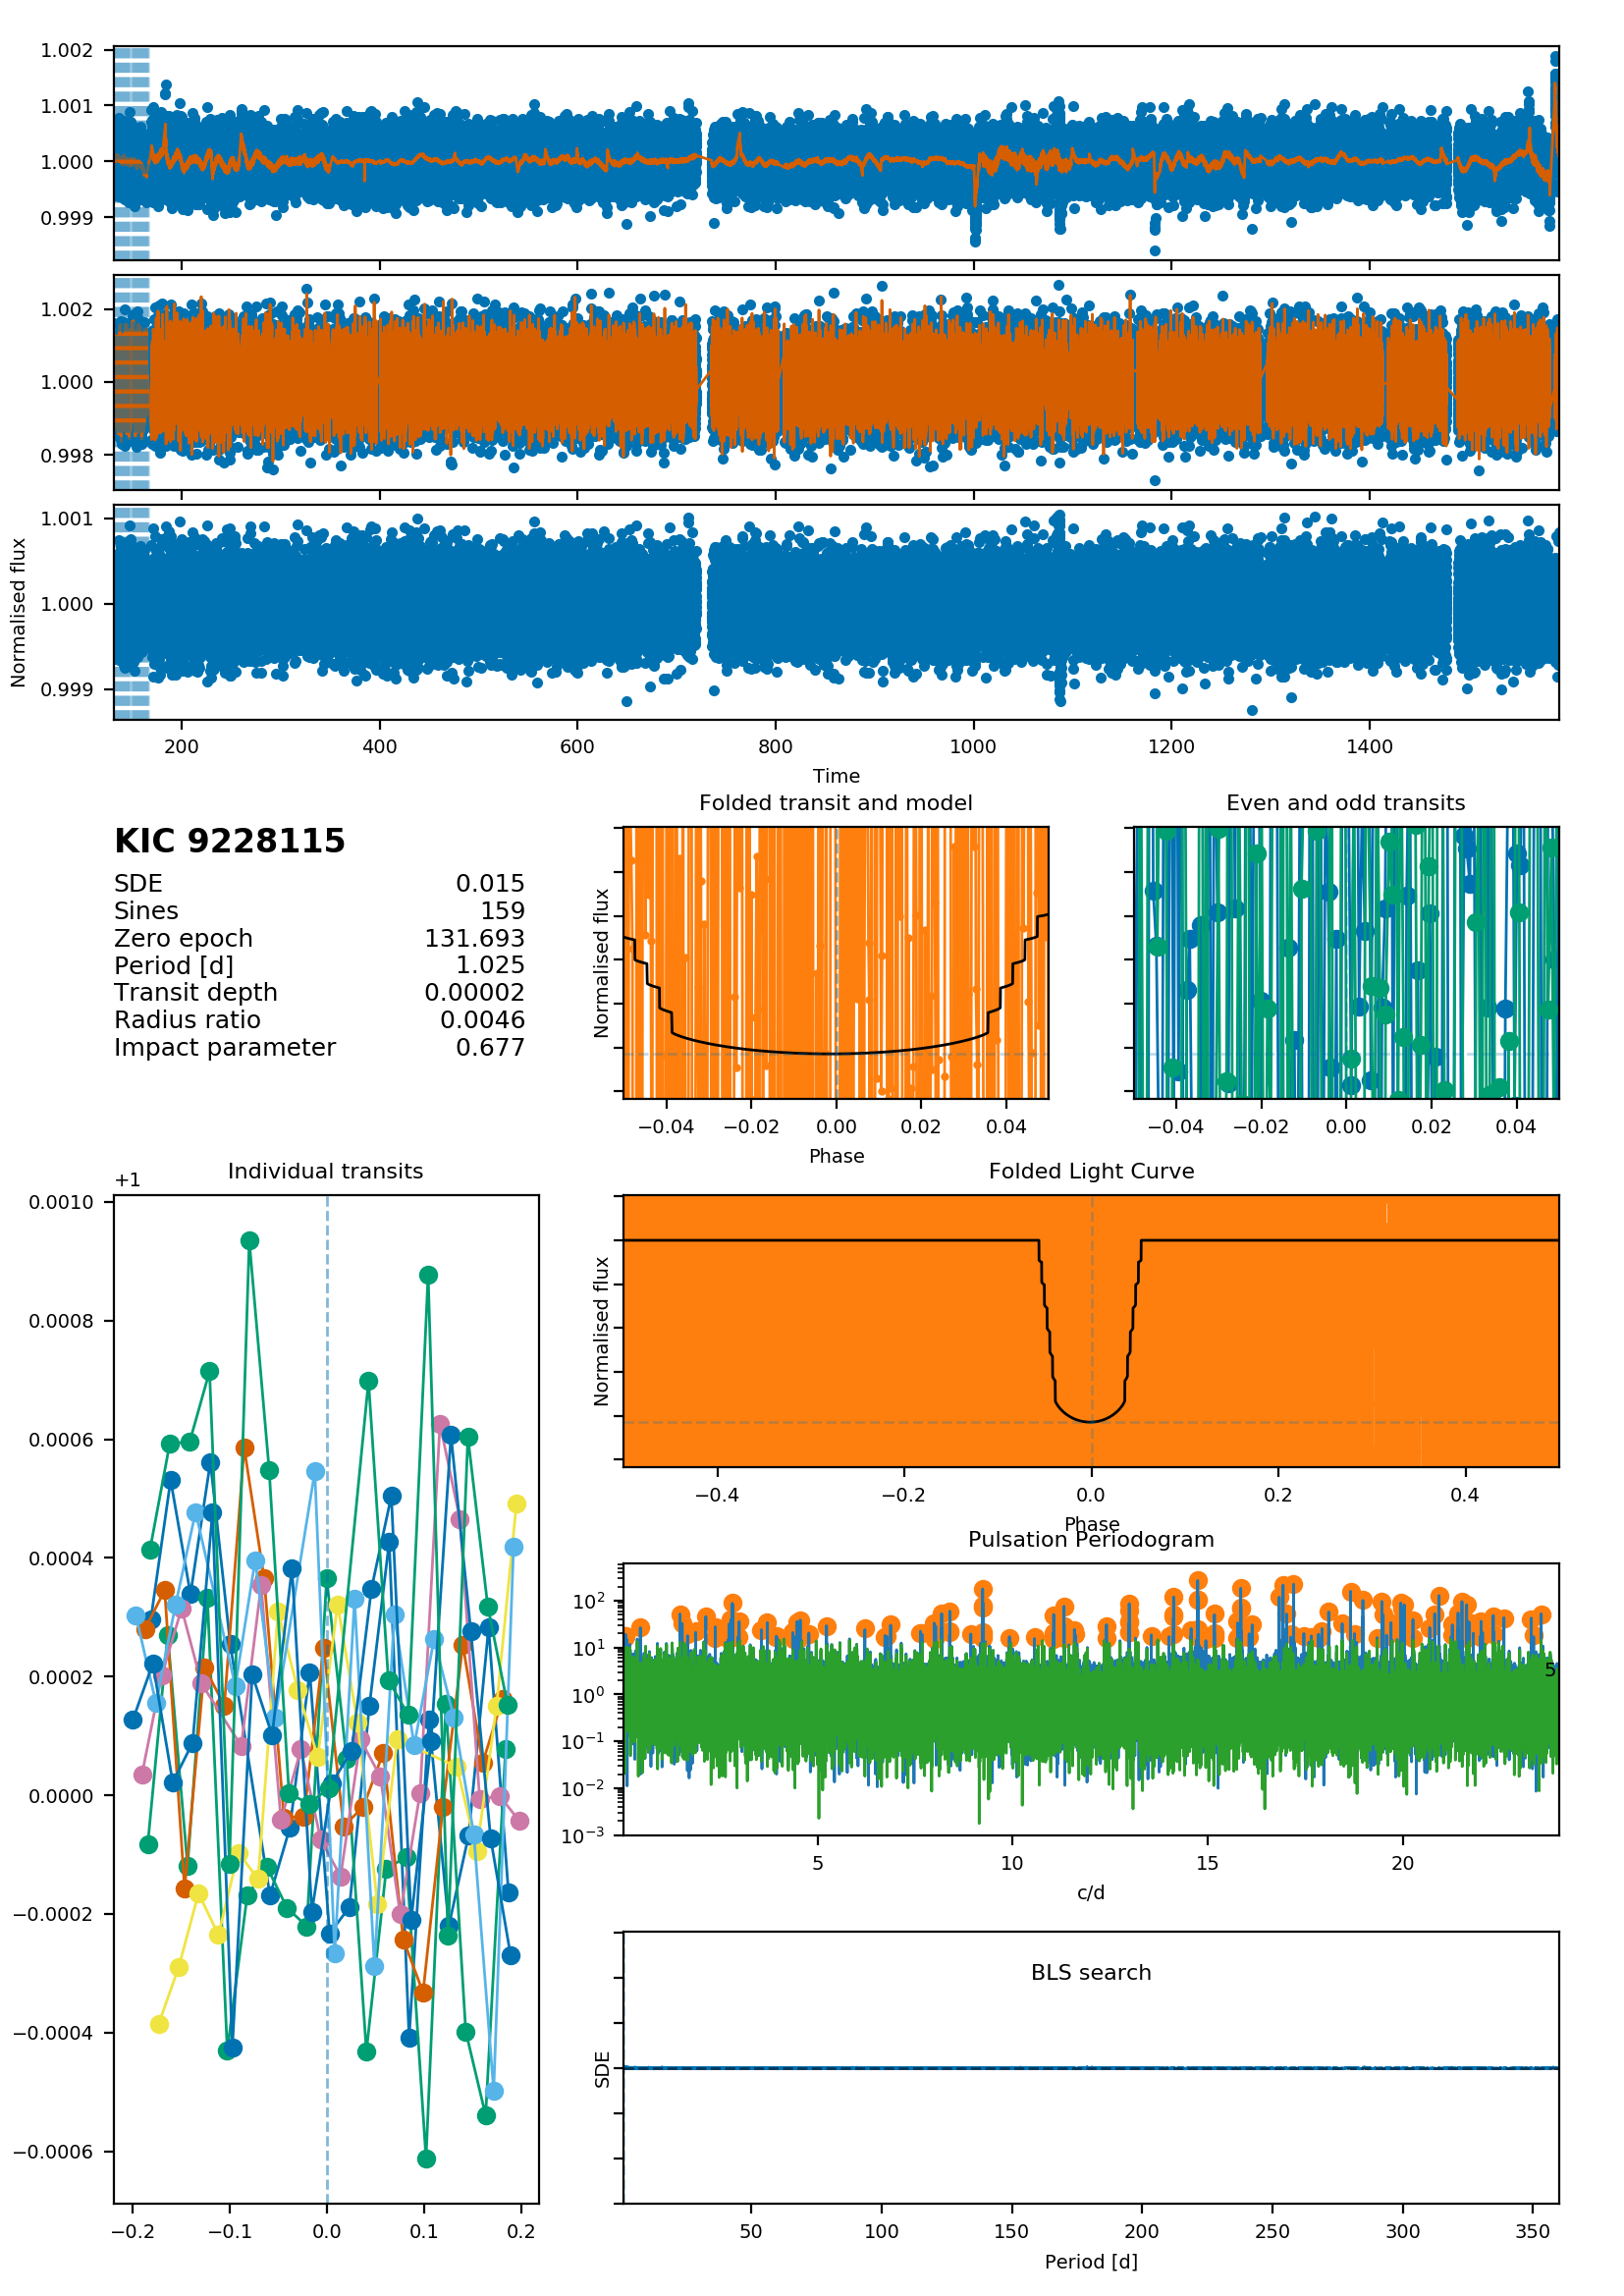 1.002
1.001
1.000
0.999
1.002
1.000
0.998
1.001
1.000
0.999
Normalised flux
200 400 600 800 1000 1200 1400
Time
KIC 9228115
SDE 0.015
Sines 159
Zero epoch 131.693
Period [d] 1.025
Transit depth 0.00002
Radius ratio 0.0046
Impact parameter 0.677
Folded transit and model
Normalised flux
−0.04 −0.02 0.00 0.02 0.04
Phase
Even and odd transits
−0.04 −0.02 0.00 0.02 0.04
Individual transits
+1
0.0010
0.0008
0.0006
0.0004
0.0002
0.0000
−0.0002
−0.0004
−0.0006
−0.2 −0.1 0.0 0.1 0.2
Folded Light Curve
Normalised flux
−0.4 −0.2 0.0 0.2 0.4
Phase
Pulsation Periodogram
10²
10¹
10⁰
10⁻¹
10⁻²
10⁻³
5
5 10 15 20
c/d
BLS search
SDE
50 100 150 200 250 300 350
Period [d]